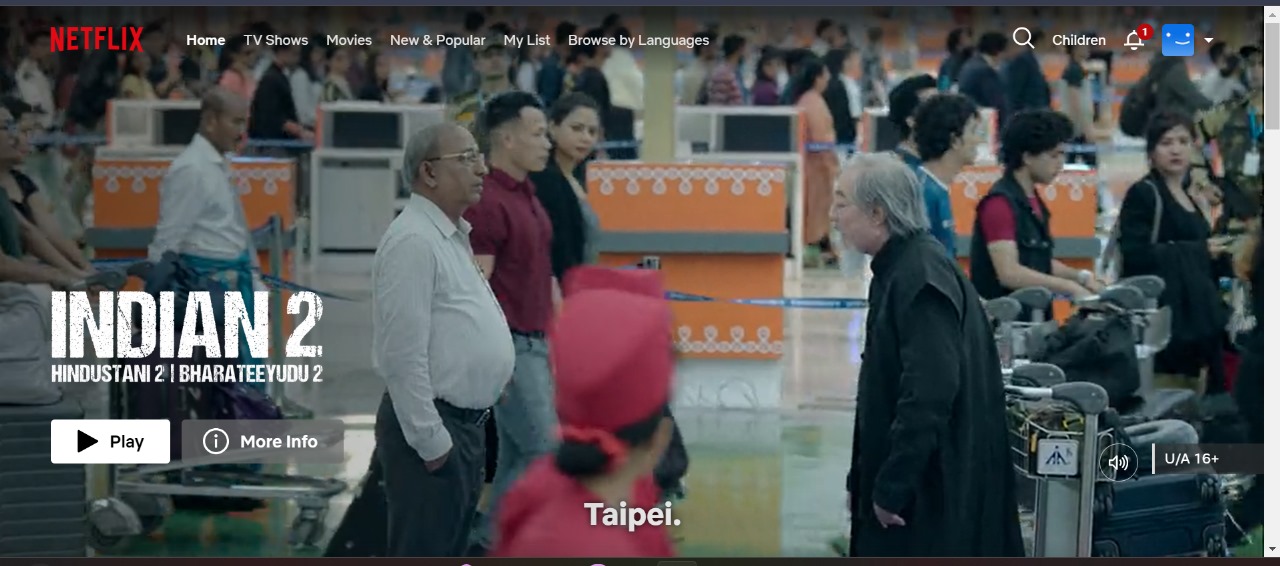 NETFLIX
Home TV Shows Movies New & Popular My List Browse by Languages
Children 1
INDIAN 2
HINDUSTANI 2 | BHARATEEYUDU 2
Play More Info
U/A 16+
Taipei.